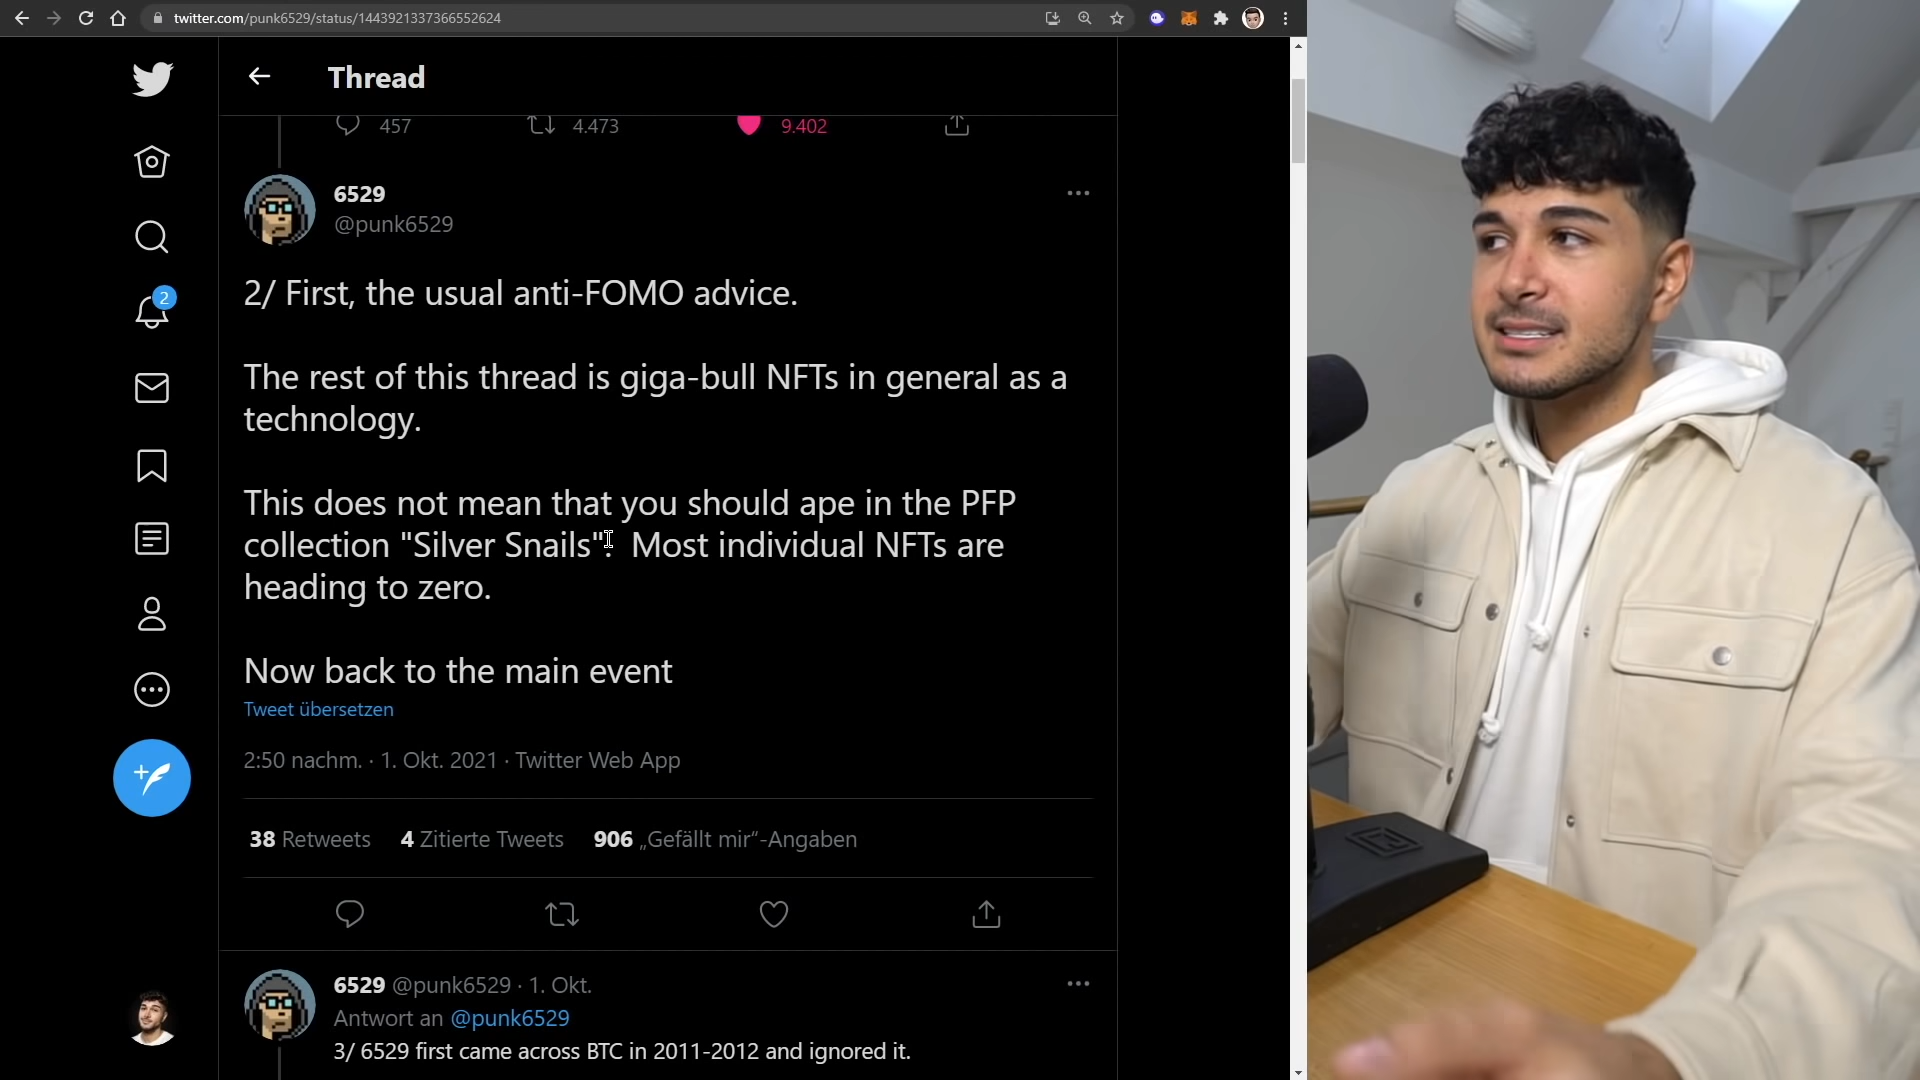 twitter.com/punk6529/status/1443921337366552624
Thread
457
4.473
9.402
6529
@punk6529
2/ First, the usual anti-FOMO advice.
The rest of this thread is giga-bull NFTs in general as a
technology.
This does not mean that you should ape in the PFP
collection "Silver Snails". Most individual NFTs are
heading to zero.
Now back to the main event
Tweet übersetzen
2:50 nachm. · 1. Okt. 2021 · Twitter Web App
38 Retweets 4 Zitierte Tweets 906 „Gefällt mir“-Angaben
2
6529 @punk6529 · 1. Okt.
Antwort an @punk6529
3/ 6529 first came across BTC in 2011-2012 and ignored it.